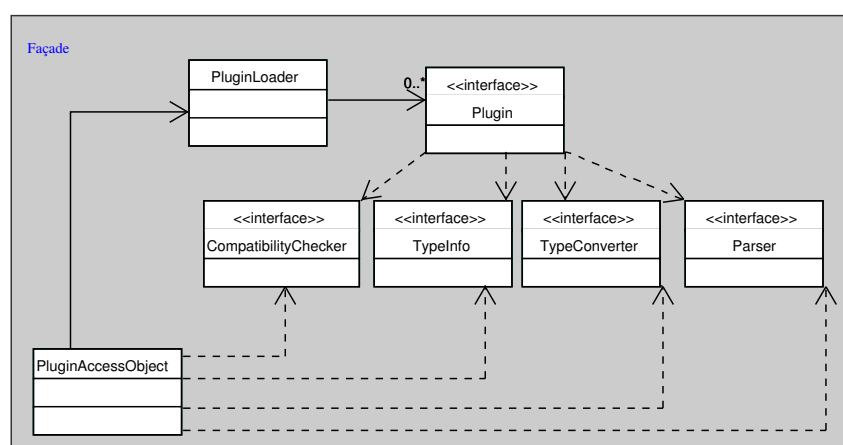 Façade
PluginLoader
0..*
<<interface>>
Plugin
<<interface>>
CompatibilityChecker
<<interface>>
TypeInfo
<<interface>>
TypeConverter
<<interface>>
Parser
PluginAccessObject